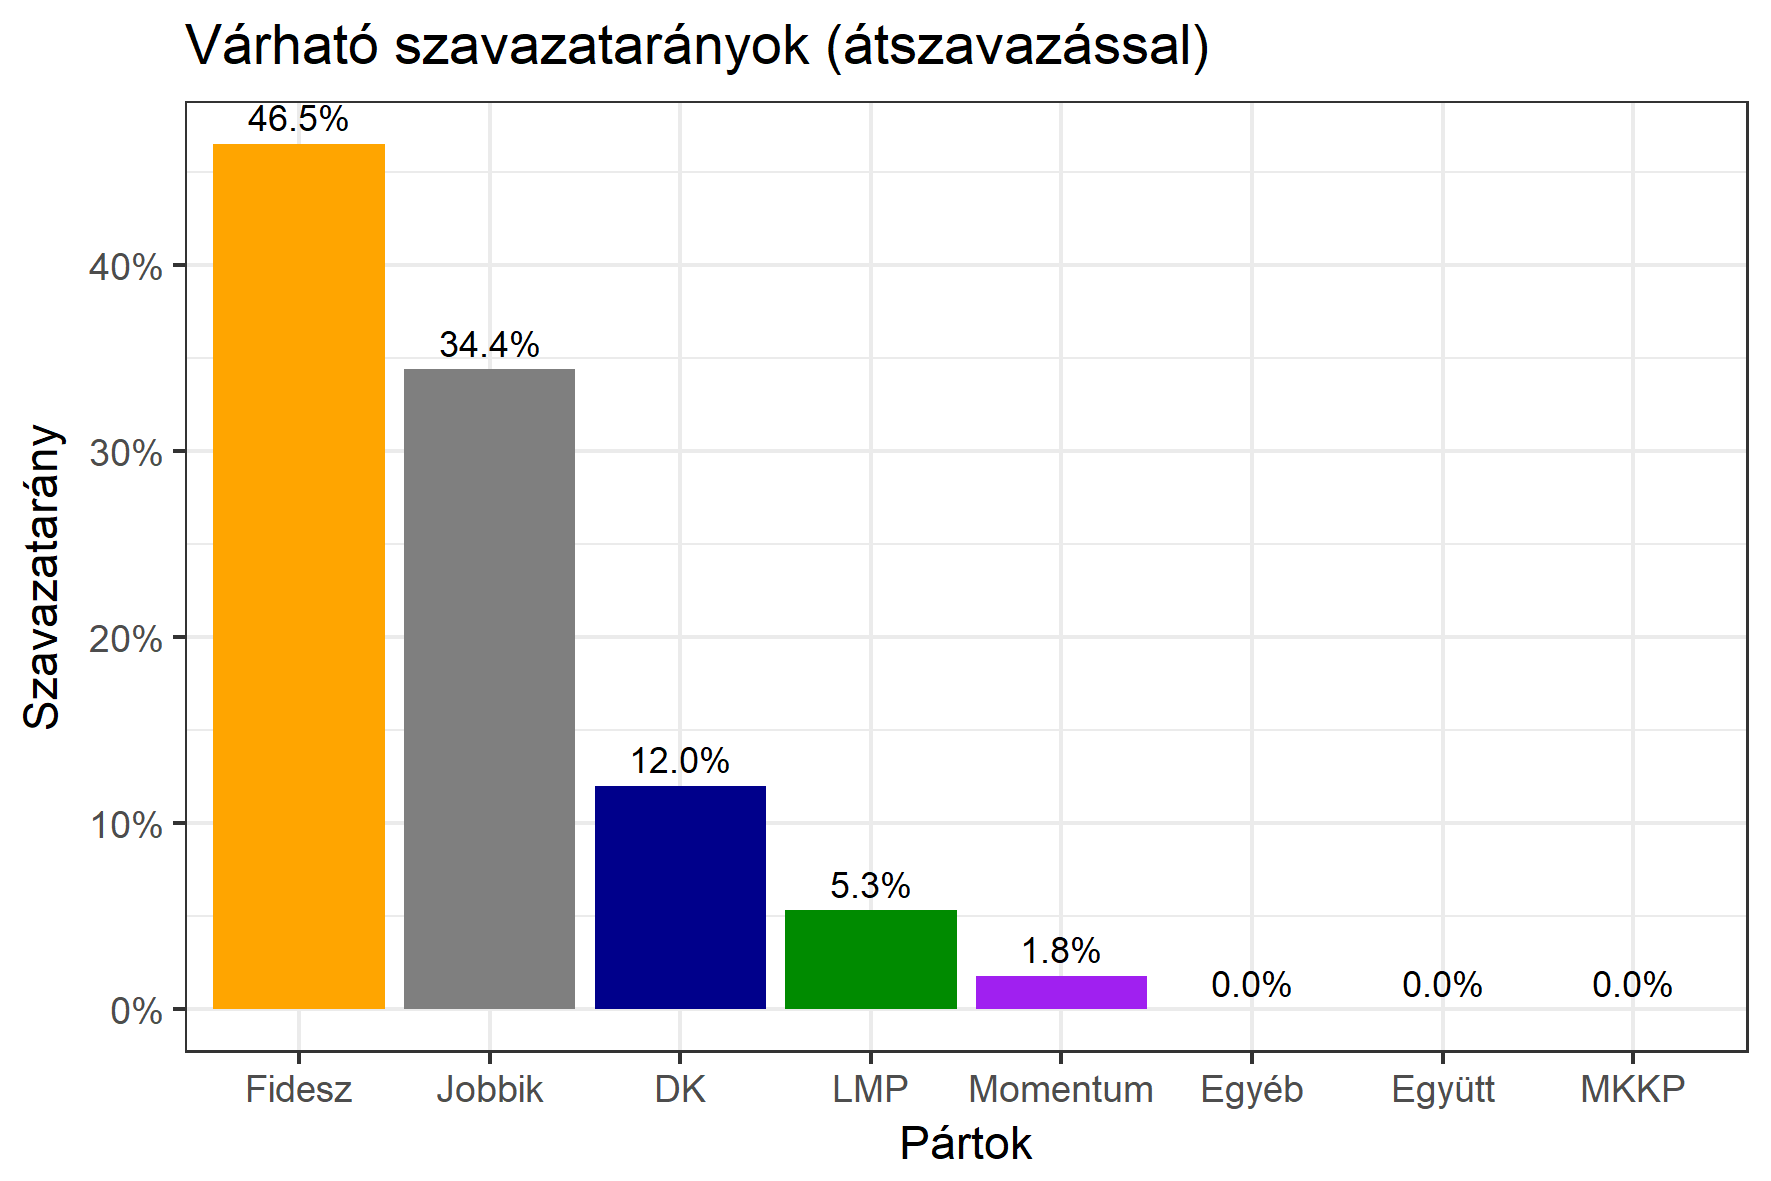 Várható szavazatarányok (átszavazással)
46.5%
34.4%
12.0%
5.3%
1.8%
0.0%
0.0%
0.0%
40%
30%
20%
10%
0%
Szavazatarány
Fidesz
Jobbik
DK
LMP
Momentum
Egyéb
Együtt
MKKP
Pártok